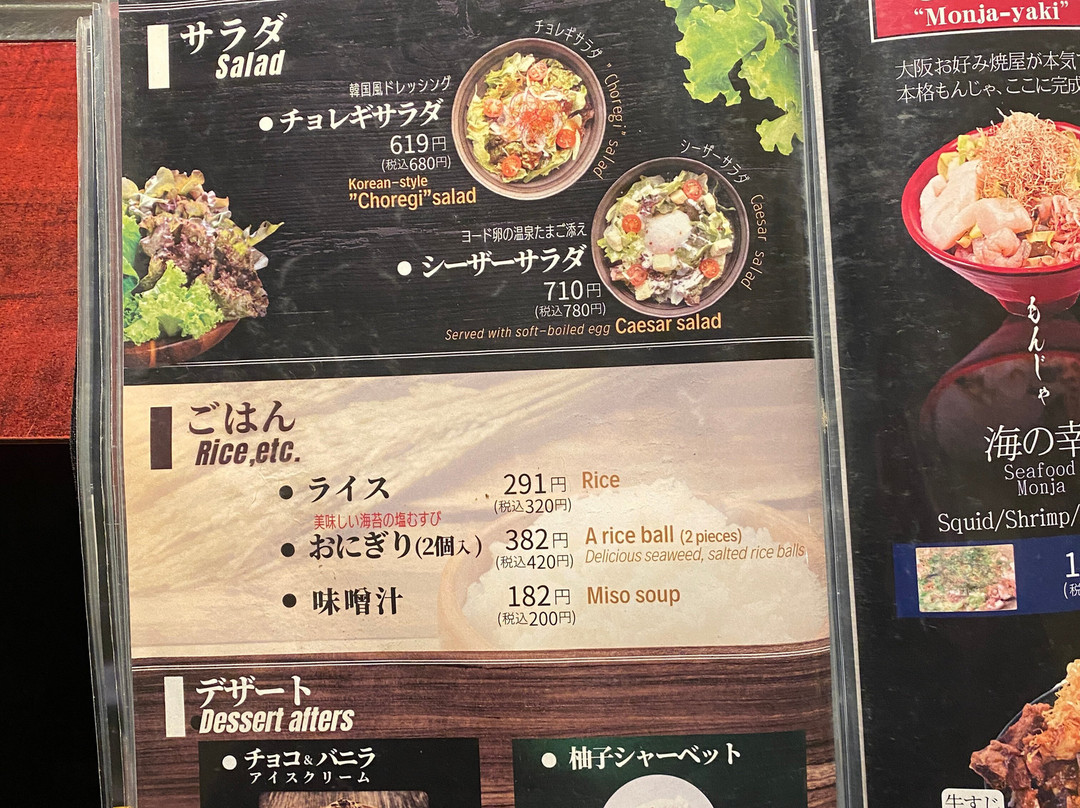 サラダ
Salad
韓国風ドレッシング
● チョレギサラダ
619円
(税込680円)
Korean-style
"Choregi"salad
チョレギサラダ "Choregi" salad
ヨード卵の温泉たまご添え
● シーザーサラダ
710円
(税込780円)
Served with soft-boiled egg Caesar salad
シーザーサラダ Caesar salad
ごはん
Rice,etc.
● ライス 291円 Rice
(税込320円)
美味しい海苔の塩むすび
● おにぎり(2個入) 382円 A rice ball (2 pieces)
(税込420円) Delicious seaweed, salted rice balls
● 味噌汁 182円 Miso soup
(税込200円)
デザート
Dessert afters
● チョコ&バニラ
アイスクリーム
● 柚子シャーベット
"Monja-yaki"
大阪お好み焼屋が本気で
本格もんじゃ、ここに完成
もんじゃ
海の幸
Seafood
Monja
Squid/Shrimp/
牛すじ